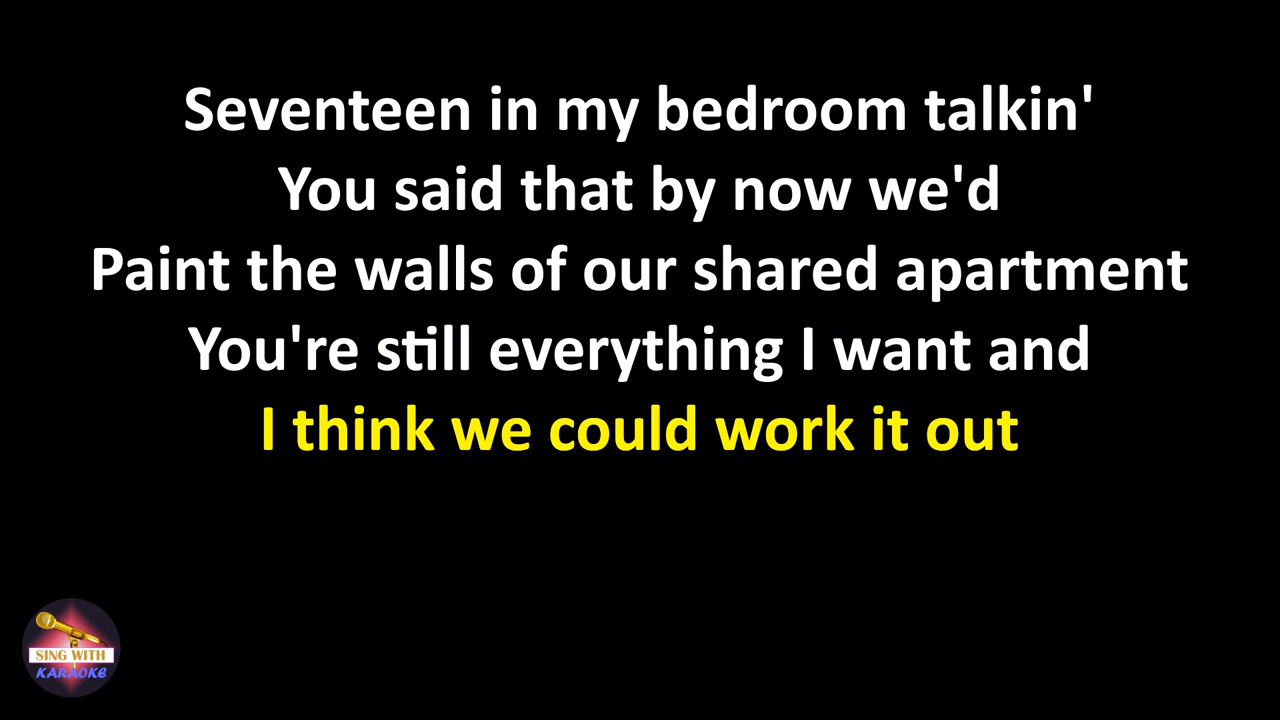 Seventeen in my bedroom talkin'
You said that by now we'd
Paint the walls of our shared apartment
You're still everything I want and
I think we could work it out
SING WITH
KARAOKE